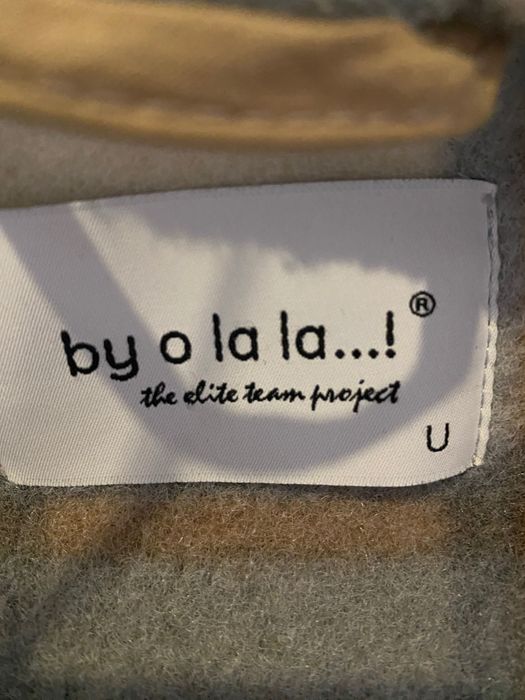 by o la la...!®
the elite team project
U